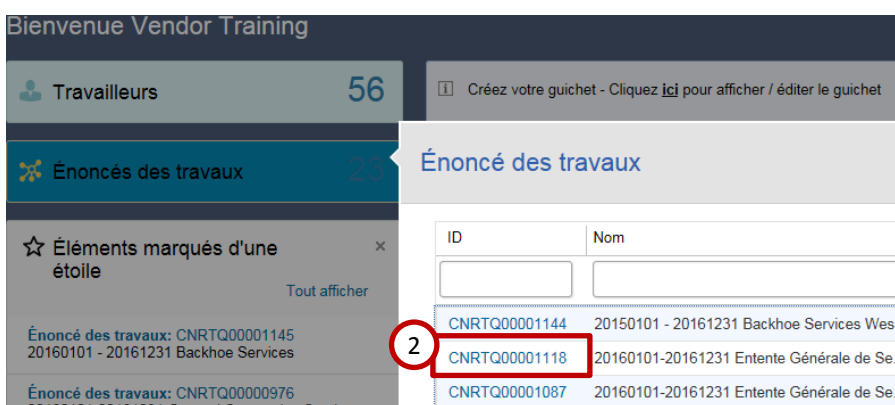 Bienvenue Vendor Training
Travailleurs 56
Créez votre guichet - Cliquez ici pour afficher / éditer le guichet
Énoncés des travaux 23
Énoncé des travaux
Éléments marqués d'une
étoile
×
Tout afficher
Énoncé des travaux: CNRTQ00001145
20160101 - 20161231 Backhoe Services
Énoncé des travaux: CNRTQ00000976
ID Nom
CNRTQ00001144 20150101 - 20161231 Backhoe Services Wes
2
CNRTQ00001118 20160101-20161231 Entente Générale de Se.
CNRTQ00001087 20160101-20161231 Entente Générale de Se.